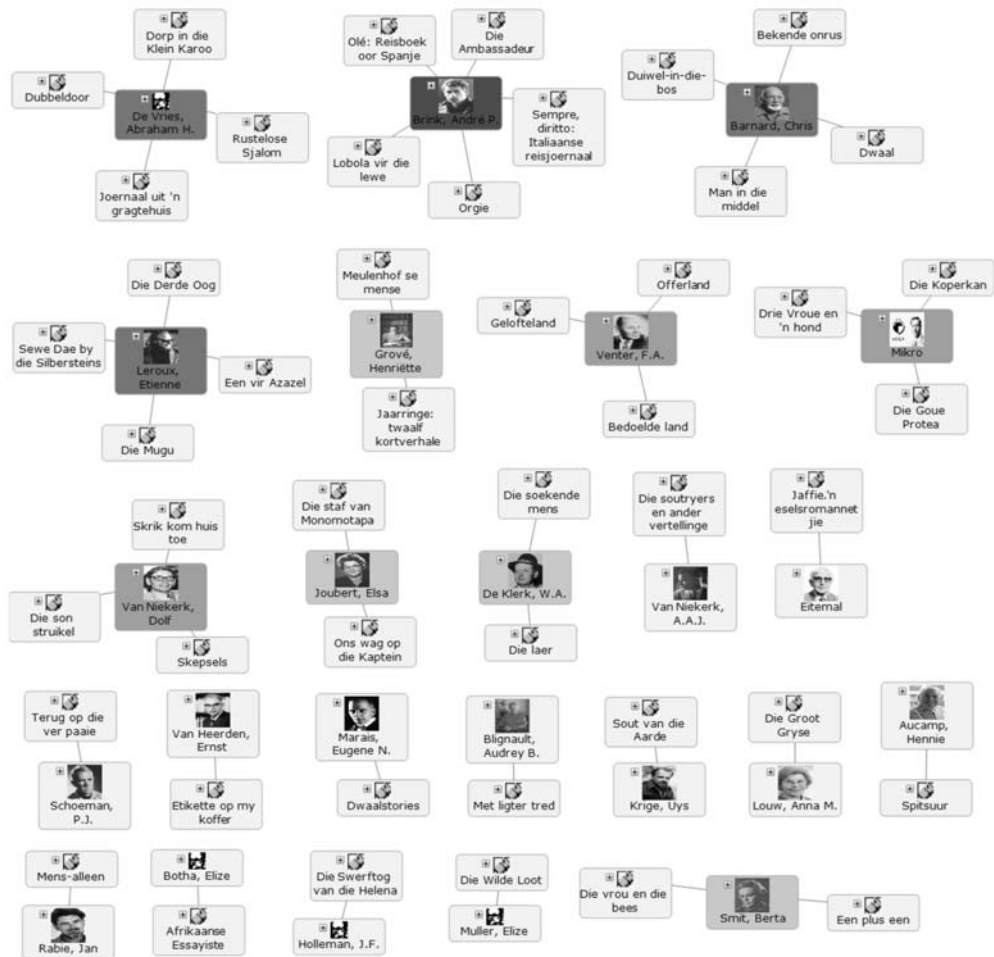 Dorp in die
Klein Karoo
Dubbeldoor
De Vries,
Abraham H.
Rustelose
Sjalom
Joernaal uit 'n
gragtehuis
Olé: Reisboek
oor Spanje
Die
Ambassadeur
Brink, André P.
Sempre,
diritto:
Italiaanse
reisjoernaal
Lobola vir die
lewe
Orgie
Bekende onrus
Duiwel-in-die-
bos
Barnard, Chris
Dwaal
Man in die
middel
Die Derde Oog
Sewe Dae by
die Silbersteins
Leroux,
Etienne
Een vir Azazel
Die Mugu
Meulenhof se
mense
Grové,
Henriëtte
Jaarringe:
twaalf
kortverhale
Offerland
Gelofteland
Venter, F.A.
Bedoelde land
Die Koperkan
Drie Vroue en
'n hond
Mikro
Die Goue
Protea
Skrik kom huis
toe
Van Niekerk,
Dolf
Die son
struikel
Skepsels
Die staf van
Monomotapa
Joubert, Elsa
Ons wag op
die Kaptein
Die soekende
mens
De Klerk, W.A.
Die laer
Die soutryers
en ander
vertellinge
Van Niekerk,
A.A.J.
Jaffie.'n
eselsromannet
jie
Eitemal
Terug op die
ver paaie
Schoeman,
P.J.
Van Heerden,
Ernst
Etikette op my
koffer
Marais,
Eugene N.
Dwaalstories
Blignault,
Audrey B.
Met ligter tred
Sout van die
Aarde
Krige, Uys
Die Groot
Gryse
Louw, Anna M.
Aucamp,
Hennie
Spitsuur
Mens-alleen
Rabie, Jan
Botha, Elize
Afrikaanse
Essayiste
Die Swerftog
van die Helena
Holleman, J.F.
Die Wilde Loot
Muller, Elize
Die vrou en die
bees
Smit, Berta
Een plus een